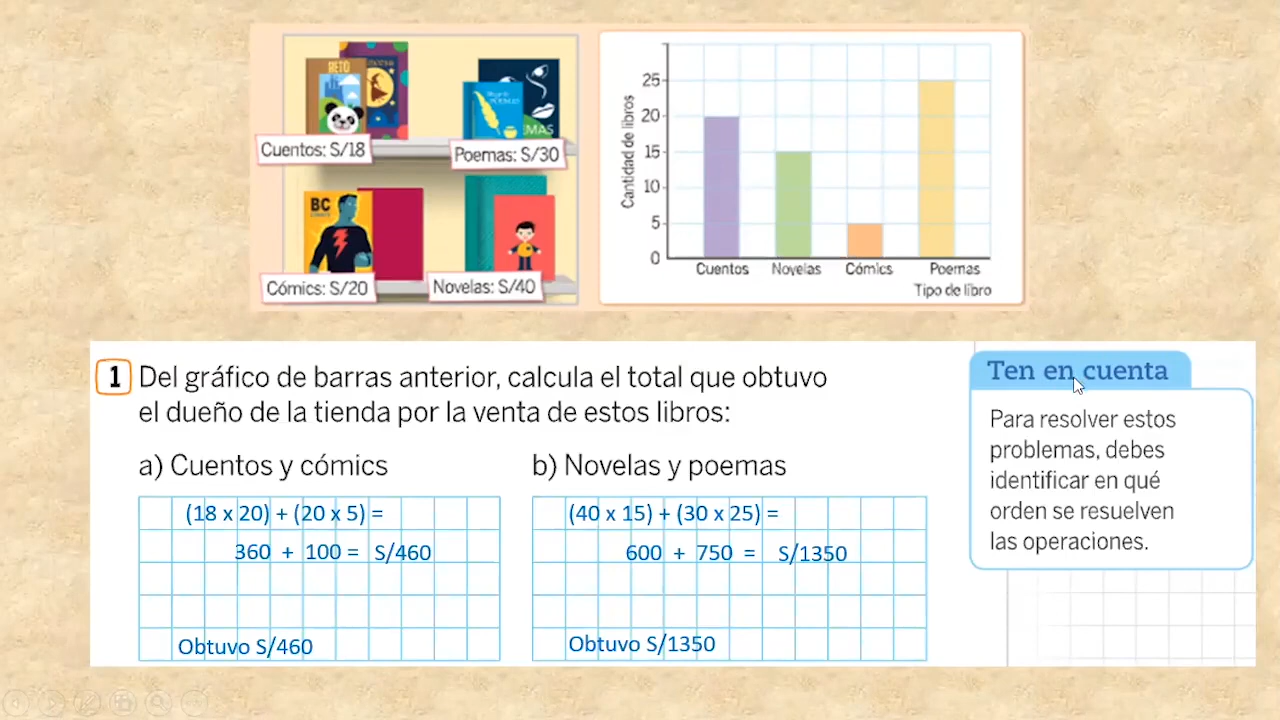 RETO
Cuentos: S/18
EMAS
Poemas: S/30
BC
Cómics: S/20
Novelas: S/40
Cantidad de libros
25
20
15
10
5
0
Cuentos
Novelas
Cómics
Poemas
Tipo de libro
1 Del gráfico de barras anterior, calcula el total que obtuvo
el dueño de la tienda por la venta de estos libros:
a) Cuentos y cómics
(18 x 20) + (20 x 5) =
360 + 100 = S/460
Obtuvo S/460
b) Novelas y poemas
(40 x 15) + (30 x 25) =
600 + 750 = S/1350
Obtuvo S/1350
Ten en cuenta
Para resolver estos
problemas, debes
identificar en qué
orden se resuelven
las operaciones.